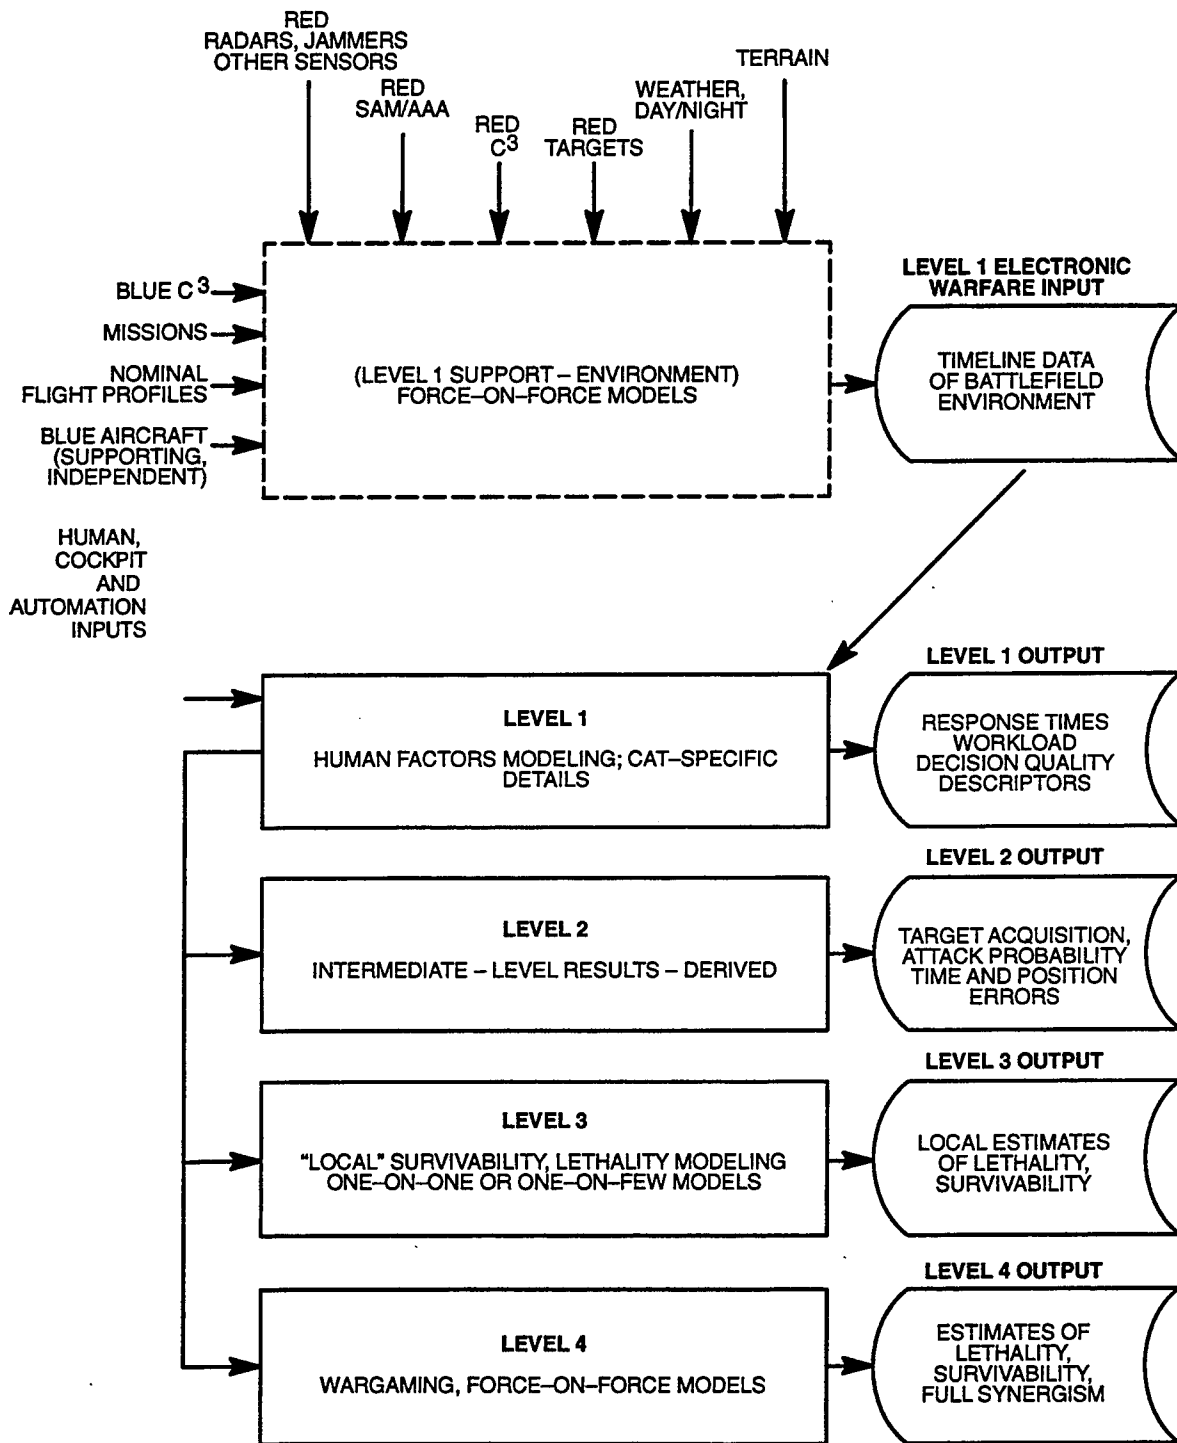 RED
RADARS, JAMMERS
OTHER SENSORS
RED
SAM/AAA
RED
C3
RED
TARGETS
WEATHER,
DAY/NIGHT
TERRAIN
BLUE C3
MISSIONS
NOMINAL
FLIGHT PROFILES
BLUE AIRCRAFT
(SUPPORTING,
INDEPENDENT)
(LEVEL 1 SUPPORT – ENVIRONMENT)
FORCE–ON–FORCE MODELS
LEVEL 1 ELECTRONIC
WARFARE INPUT
TIMELINE DATA
OF BATTLEFIELD
ENVIRONMENT
HUMAN,
COCKPIT
AND
AUTOMATION
INPUTS
LEVEL 1
HUMAN FACTORS MODELING; CAT–SPECIFIC
DETAILS
LEVEL 1 OUTPUT
RESPONSE TIMES
WORKLOAD
DECISION QUALITY
DESCRIPTORS
LEVEL 2
INTERMEDIATE – LEVEL RESULTS – DERIVED
LEVEL 2 OUTPUT
TARGET ACQUISITION,
ATTACK PROBABILITY
TIME AND POSITION
ERRORS
LEVEL 3
“LOCAL” SURVIVABILITY, LETHALITY MODELING
ONE–ON–ONE OR ONE–ON–FEW MODELS
LEVEL 3 OUTPUT
LOCAL ESTIMATES
OF LETHALITY,
SURVIVABILITY
LEVEL 4
WARGAMING, FORCE–ON–FORCE MODELS
LEVEL 4 OUTPUT
ESTIMATES OF
LETHALITY,
SURVIVABILITY,
FULL SYNERGISM